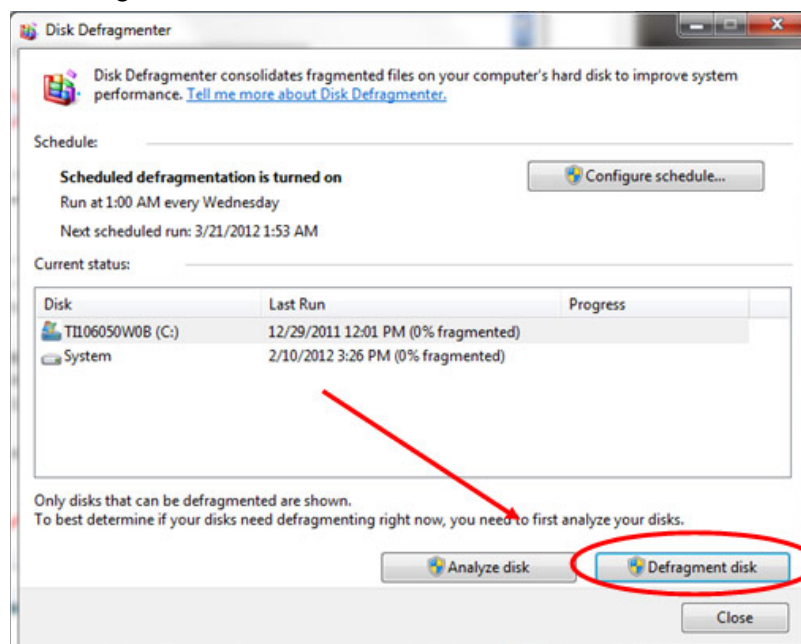 Disk Defragmenter
Disk Defragmenter consolidates fragmented files on your computer's hard disk to improve system
performance. Tell me more about Disk Defragmenter.
Schedule:
Scheduled defragmentation is turned on
Configure schedule...
Run at 1:00 AM every Wednesday
Next scheduled run: 3/21/2012 1:53 AM
Current status:
Disk Last Run Progress
TI106050W0B (C:) 12/29/2011 12:01 PM (0% fragmented)
System 2/10/2012 3:26 PM (0% fragmented)
Only disks that can be defragmented are shown.
To best determine if your disks need defragmenting right now, you need to first analyze your disks.
Analyze disk Defragment disk
Close